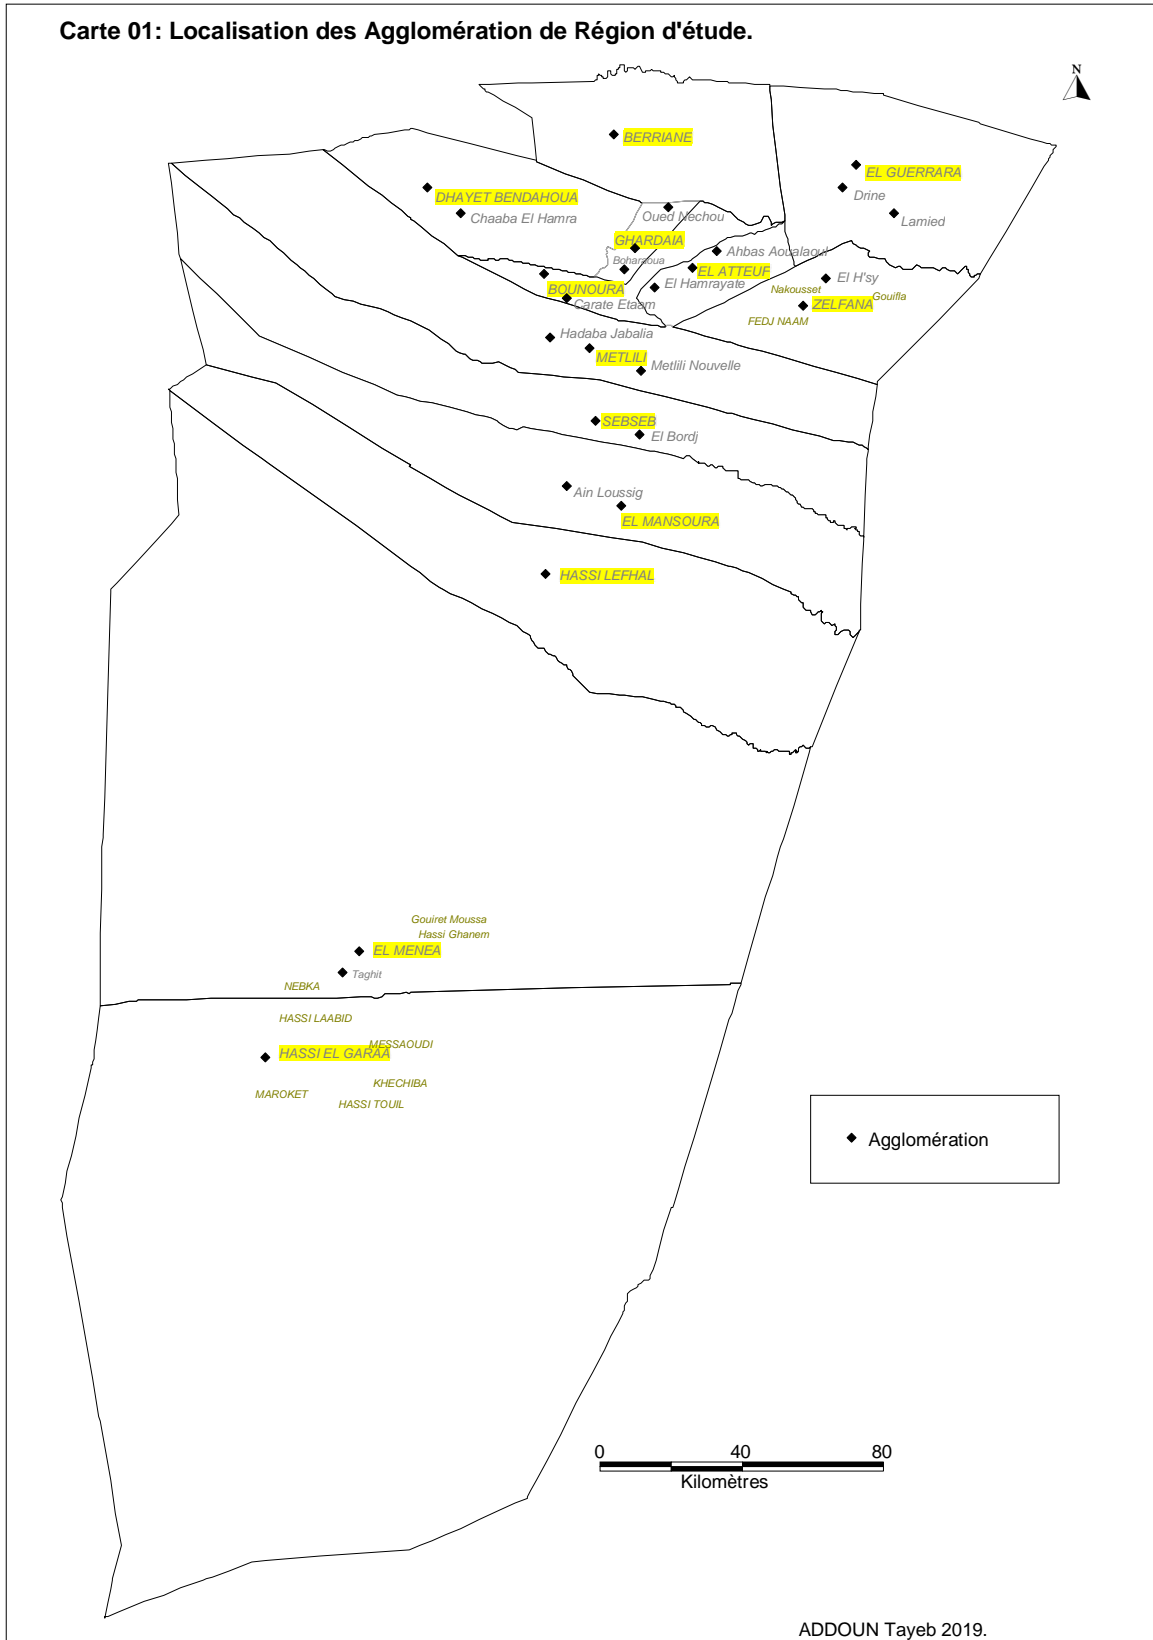 Carte 01: Localisation des Agglomération de Région d'étude.
N
BERRIANE
EL GUERRARA
DHAYET BENDAHOUA
Drine
Chaaba El Hamra
Oued Nechou
Lamied
GHARDAIA
Ahbas Aoualaoul
Boharaoua
EL ATTEUF
El H'sy
BOUNOURA
El Hamrayate
Nakousset
Gouifla
Carate Etaam
ZELFANA
FEDJ NAAM
Hadaba Jabalia
METLILI
Metlili Nouvelle
SEBSEB
El Bordj
Ain Loussig
EL MANSOURA
HASSI LEFHAL
Gouiret Moussa
Hassi Ghanem
EL MENEA
Taghit
NEBKA
HASSI LAABID
MESSAOUDI
HASSI EL GARAA
KHECHIBA
MAROKET
HASSI TOUIL
Agglomération
0 40 80
Kilomètres
ADDOUN Tayeb 2019.